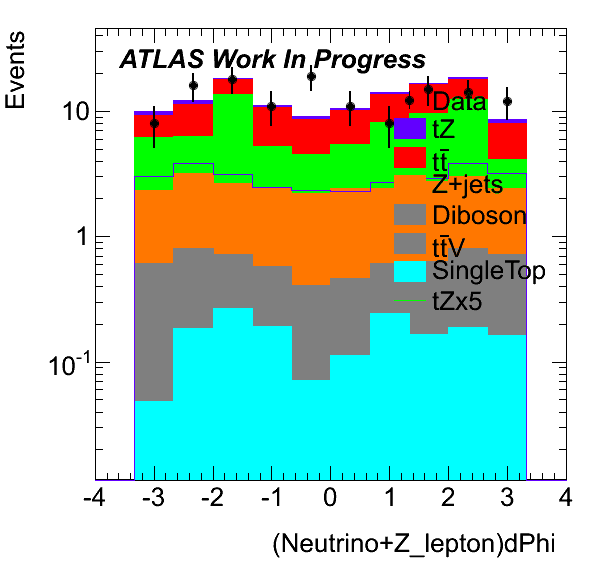 Events
ATLAS Work In Progress
Data
tZ
tt̄
Z+jets
Diboson
tt̄V
SingleTop
tZx5
10
1
10⁻¹
-4 -3 -2 -1 0 1 2 3 4
(Neutrino+Z_lepton)dPhi